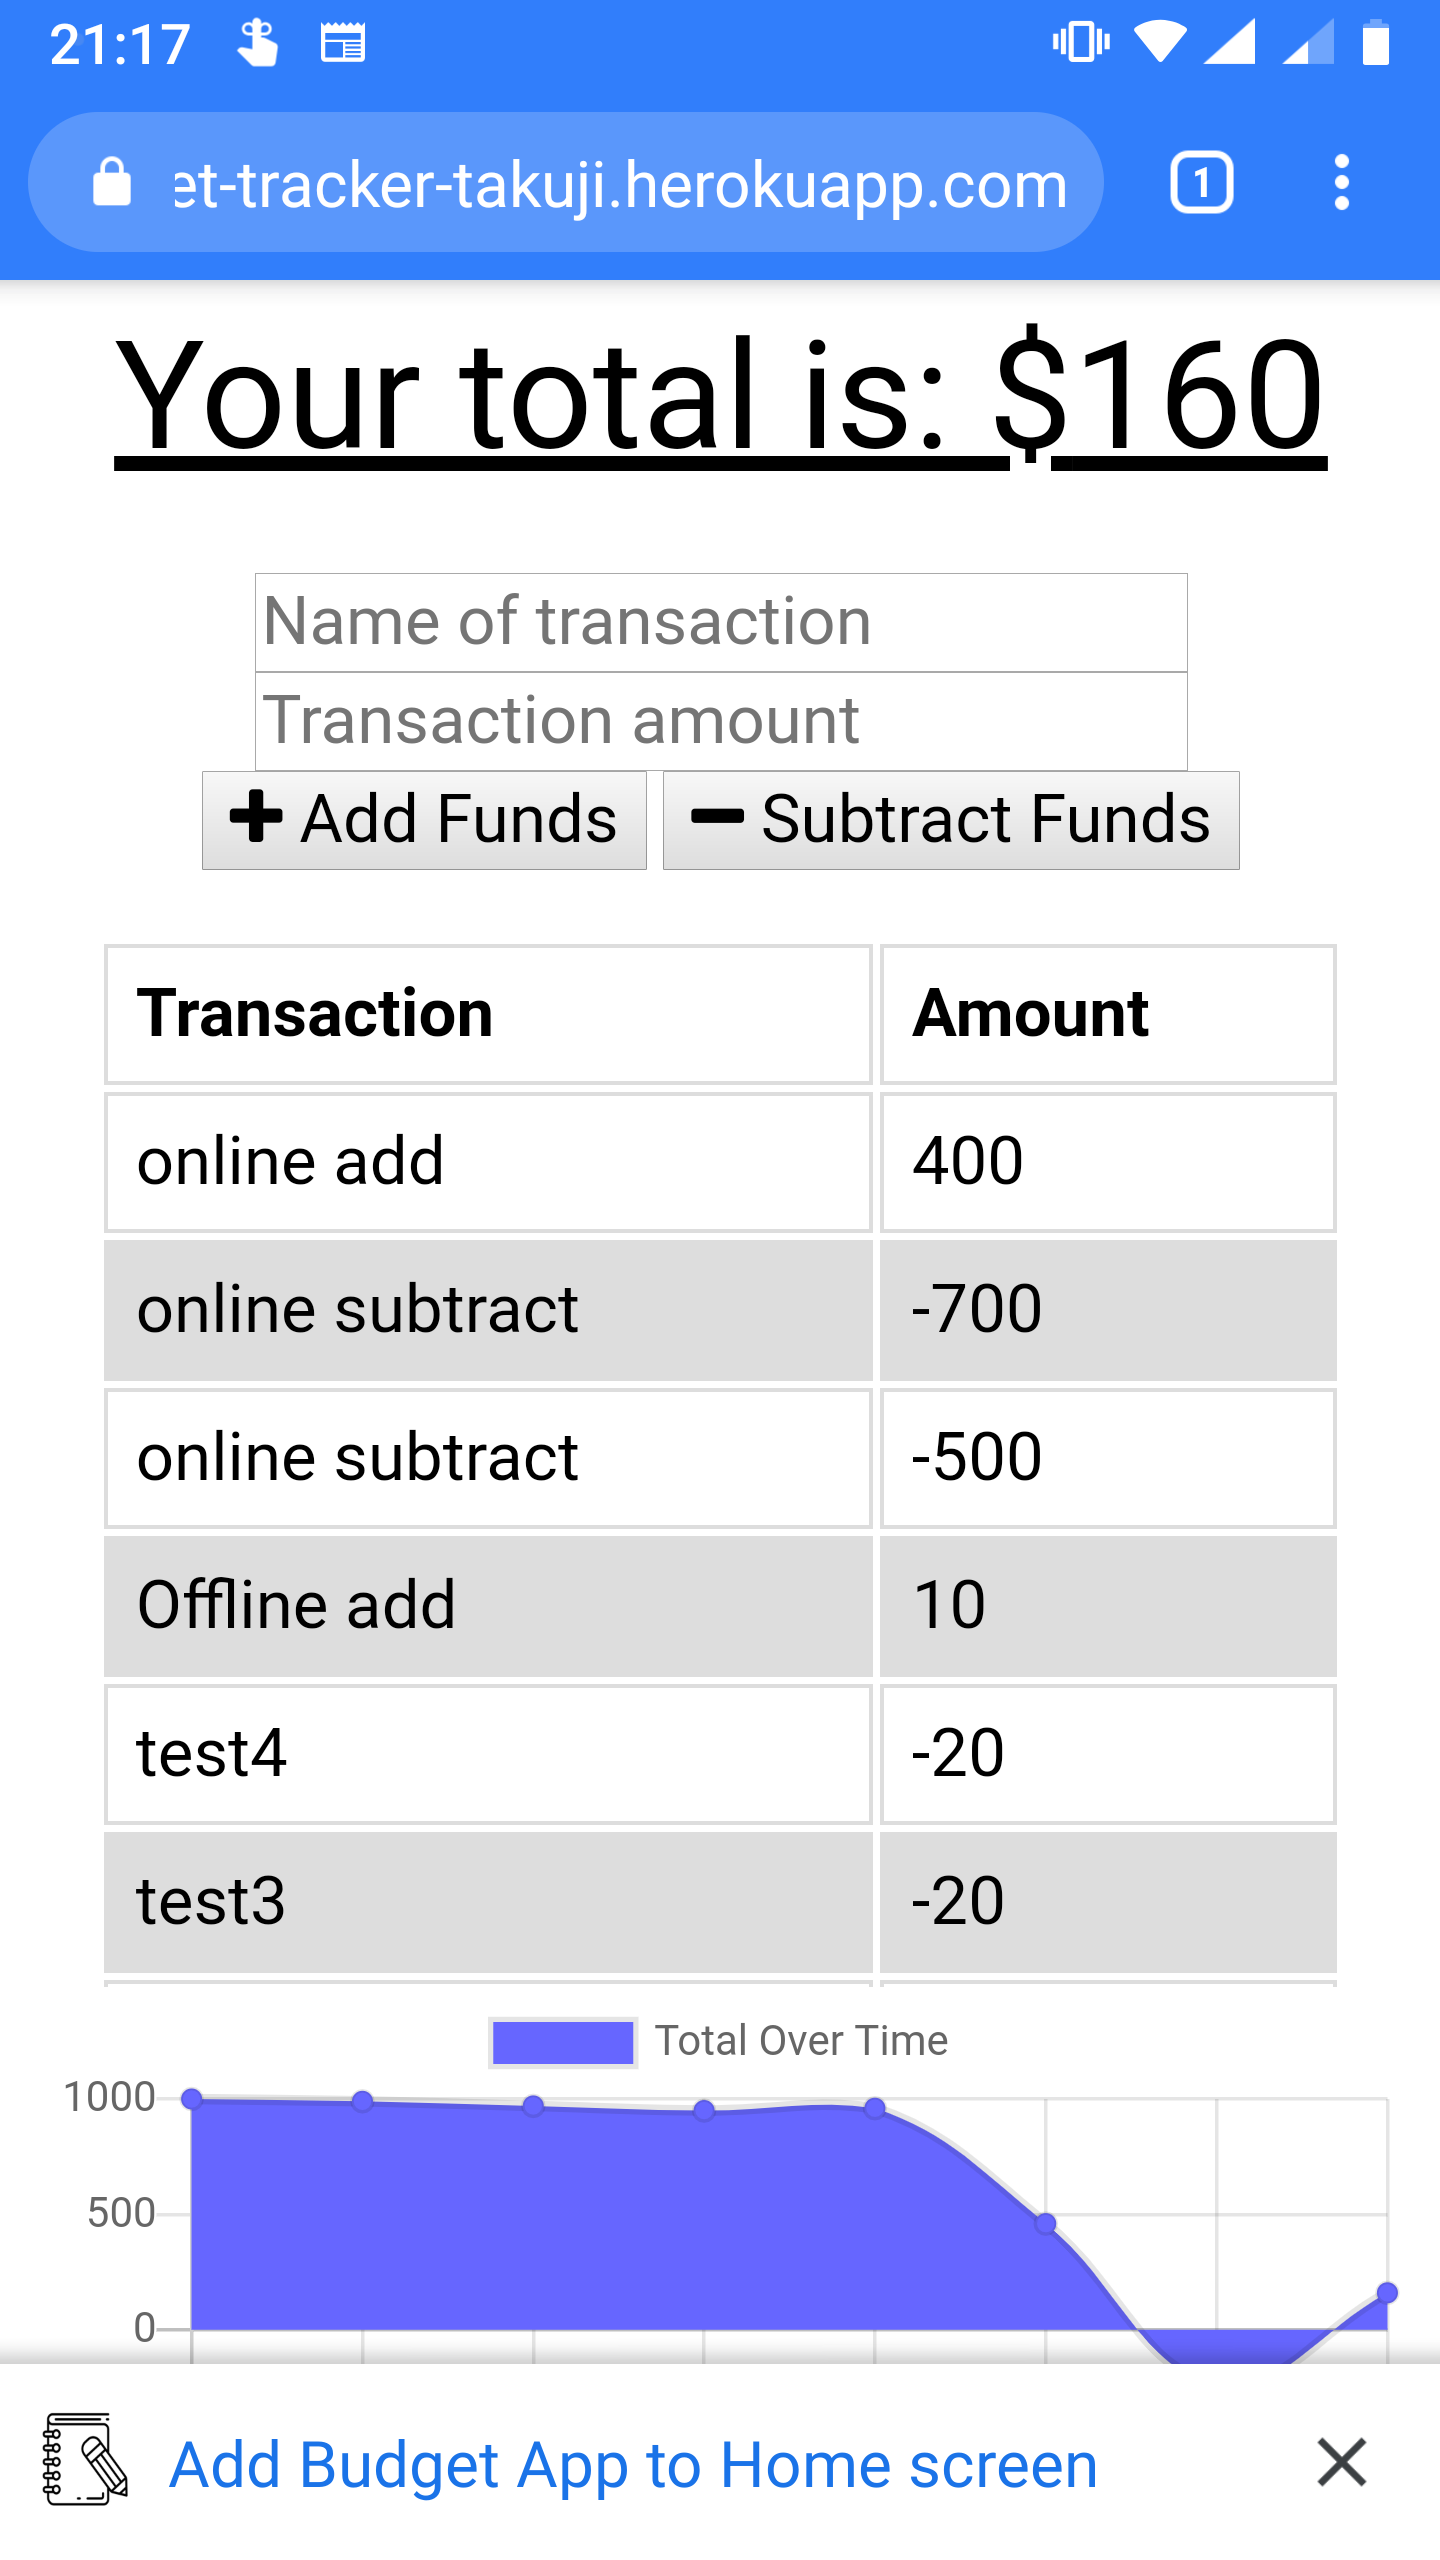 21:17
et-tracker-takuji.herokuapp.com 1
Your total is: $160
Name of transaction
Transaction amount
Add Funds Subtract Funds
Transaction Amount
online add 400
online subtract -700
online subtract -500
Offline add 10
test4 -20
test3 -20
Total Over Time
1000
500
0
Add Budget App to Home screen